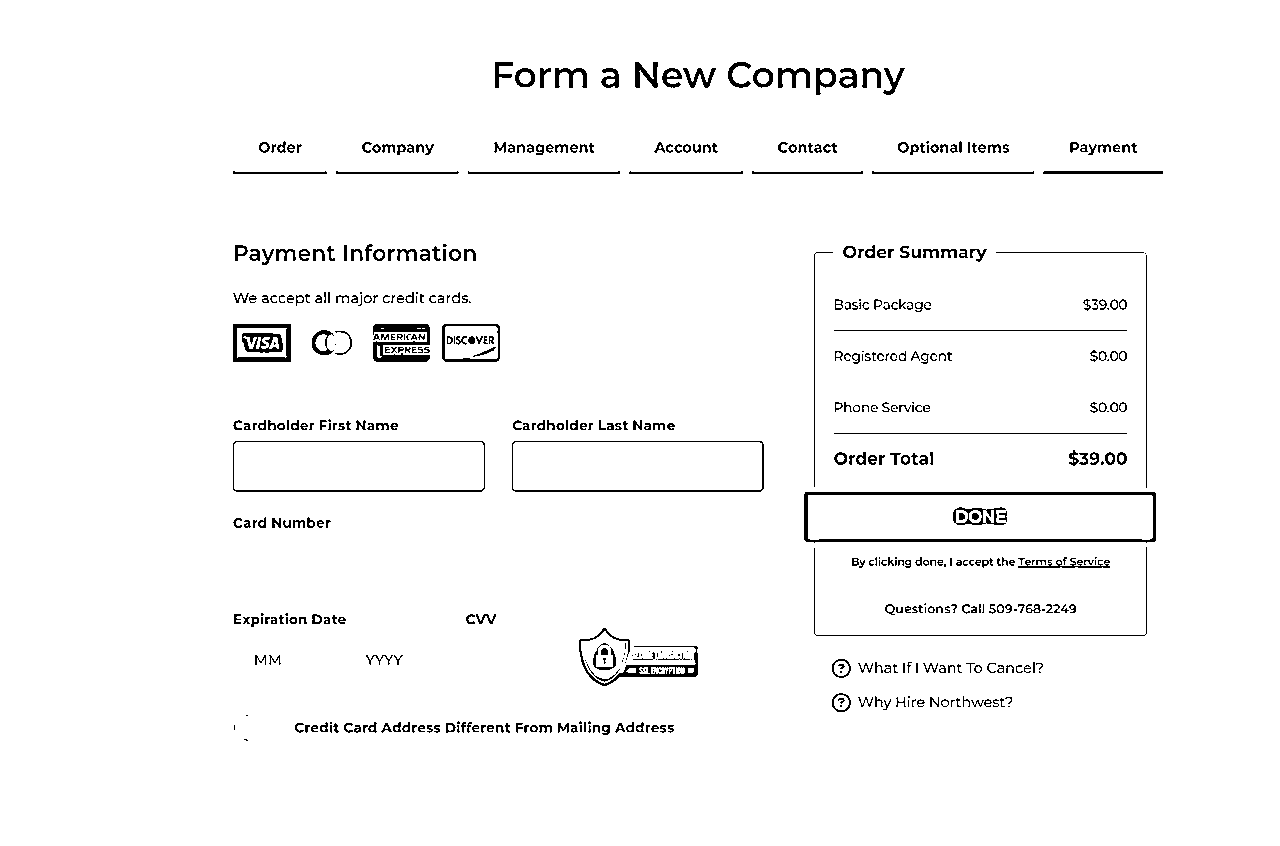 Form a New Company
Order Company Management Account Contact Optional Items Payment
Payment Information
We accept all major credit cards.
VISA
AMERICAN EXPRESS
DISCOVER
Cardholder First Name
Cardholder Last Name
Card Number
Expiration Date
CVV
MM
YYYY
SSL ENCRYPTION
Credit Card Address Different From Mailing Address
Order Summary
Basic Package $39.00
Registered Agent $0.00
Phone Service $0.00
Order Total $39.00
DONE
By clicking done, I accept the Terms of Service
Questions? Call 509-768-2249
? What If I Want To Cancel?
? Why Hire Northwest?